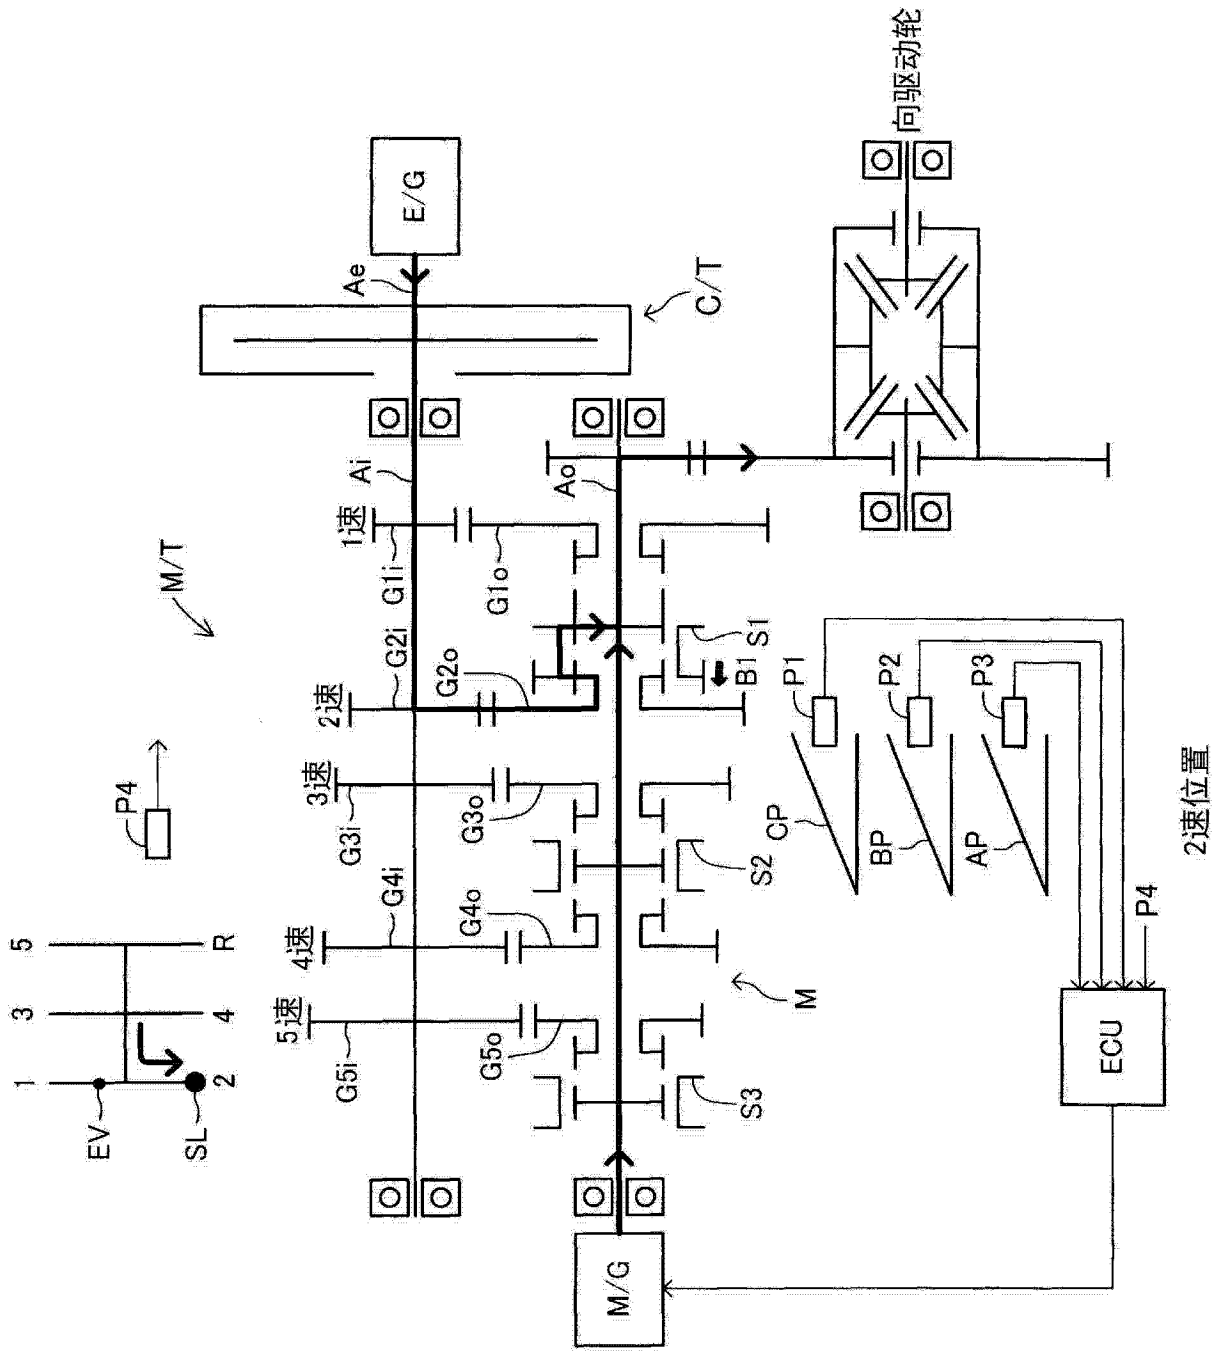 M/T
1
3
5
EV
SL
2
4
R
P4
5速
4速
3速
2速
1速
G5i
G4i
G3i
G2i
G1i
Ai
Ae
E/G
C/T
G5o
G4o
G3o
G2o
G1o
Ao
M/G
S3
M
S2
B1
S1
CP
P1
BP
P2
AP
P3
P4
ECU
向驱动轮
2速位置